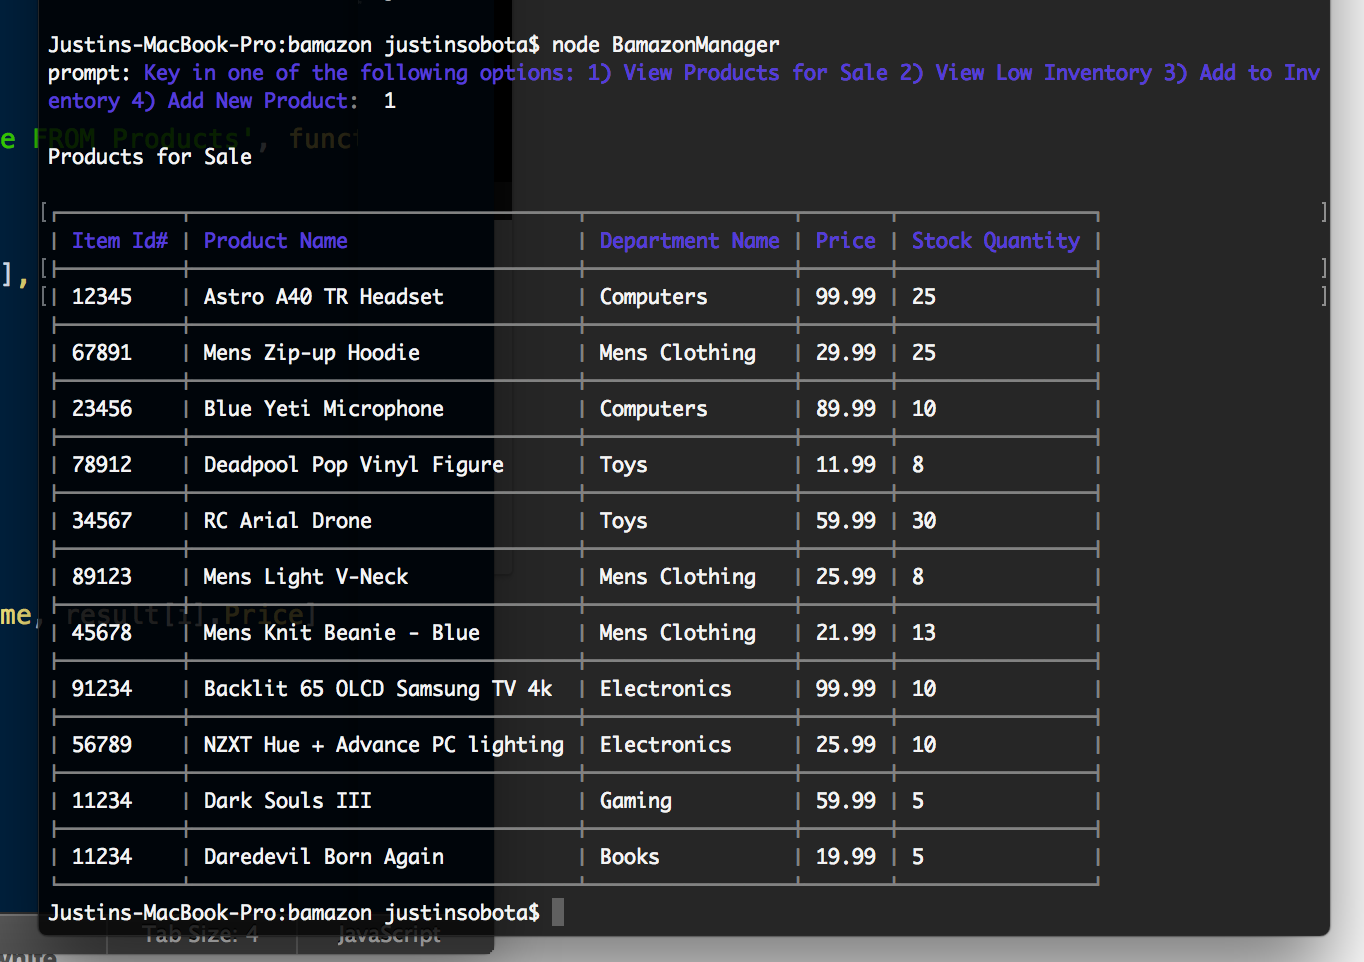 Justins-MacBook-Pro:bamazon justinsobota$ node BamazonManager
prompt: Key in one of the following options: 1) View Products for Sale 2) View Low Inventory 3) Add to Inv
entory 4) Add New Product:  1
e FROM Products', funct
Products for Sale
Item Id# | Product Name | Department Name | Price | Stock Quantity
],
12345 | Astro A40 TR Headset | Computers | 99.99 | 25
67891 | Mens Zip-up Hoodie | Mens Clothing | 29.99 | 25
23456 | Blue Yeti Microphone | Computers | 89.99 | 10
78912 | Deadpool Pop Vinyl Figure | Toys | 11.99 | 8
34567 | RC Arial Drone | Toys | 59.99 | 30
89123 | Mens Light V-Neck | Mens Clothing | 25.99 | 8
me, result[i].Price]
45678 | Mens Knit Beanie - Blue | Mens Clothing | 21.99 | 13
91234 | Backlit 65 OLCD Samsung TV 4k | Electronics | 99.99 | 10
56789 | NZXT Hue + Advance PC lighting | Electronics | 25.99 | 10
11234 | Dark Souls III | Gaming | 59.99 | 5
11234 | Daredevil Born Again | Books | 19.99 | 5
Justins-MacBook-Pro:bamazon justinsobota$
Tab Size: 4 JavaScript